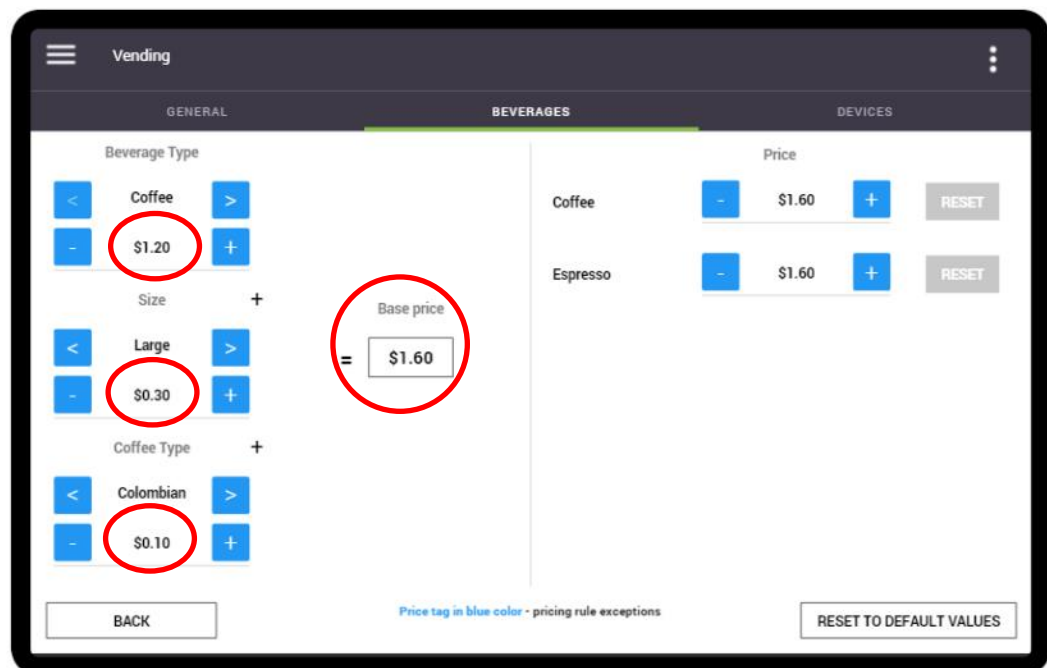 Vending
GENERAL
BEVERAGES
DEVICES
Beverage Type
< Coffee >
- $1.20 +
Size +
< Large >
- $0.30 +
Coffee Type +
< Colombian >
- $0.10 +
Base price
= $1.60
Price
Coffee - $1.60 + RESET
Espresso - $1.60 + RESET
BACK
Price tag in blue color - pricing rule exceptions
RESET TO DEFAULT VALUES